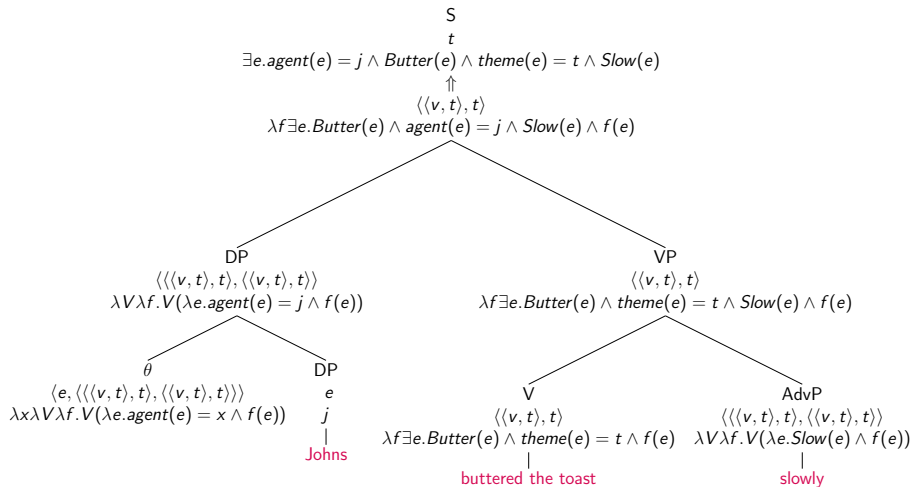 S
t
∃e.agent(e) = j ∧ Butter(e) ∧ theme(e) = t ∧ Slow(e)
⇑
⟨⟨v, t⟩, t⟩
λf∃e.Butter(e) ∧ agent(e) = j ∧ Slow(e) ∧ f(e)
DP VP
⟨⟨⟨v, t⟩, t⟩, ⟨⟨v, t⟩, t⟩⟩ ⟨⟨v, t⟩, t⟩
λVλf.V(λe.agent(e) = j ∧ f(e)) λf∃e.Butter(e) ∧ theme(e) = t ∧ Slow(e) ∧ f(e)
θ DP V AdvP
⟨e, ⟨⟨⟨v, t⟩, t⟩, ⟨⟨v, t⟩, t⟩⟩⟩ e ⟨⟨v, t⟩, t⟩ ⟨⟨⟨v, t⟩, t⟩, ⟨⟨v, t⟩, t⟩⟩
λxλVλf.V(λe.agent(e) = x ∧ f(e)) j λf∃e.Butter(e) ∧ theme(e) = t ∧ f(e) λVλf.V(λe.Slow(e) ∧ f(e))
Johns buttered the toast slowly